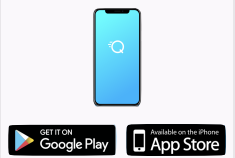 Q
GET IT ON
Google Play
Available on the iPhone
App Store